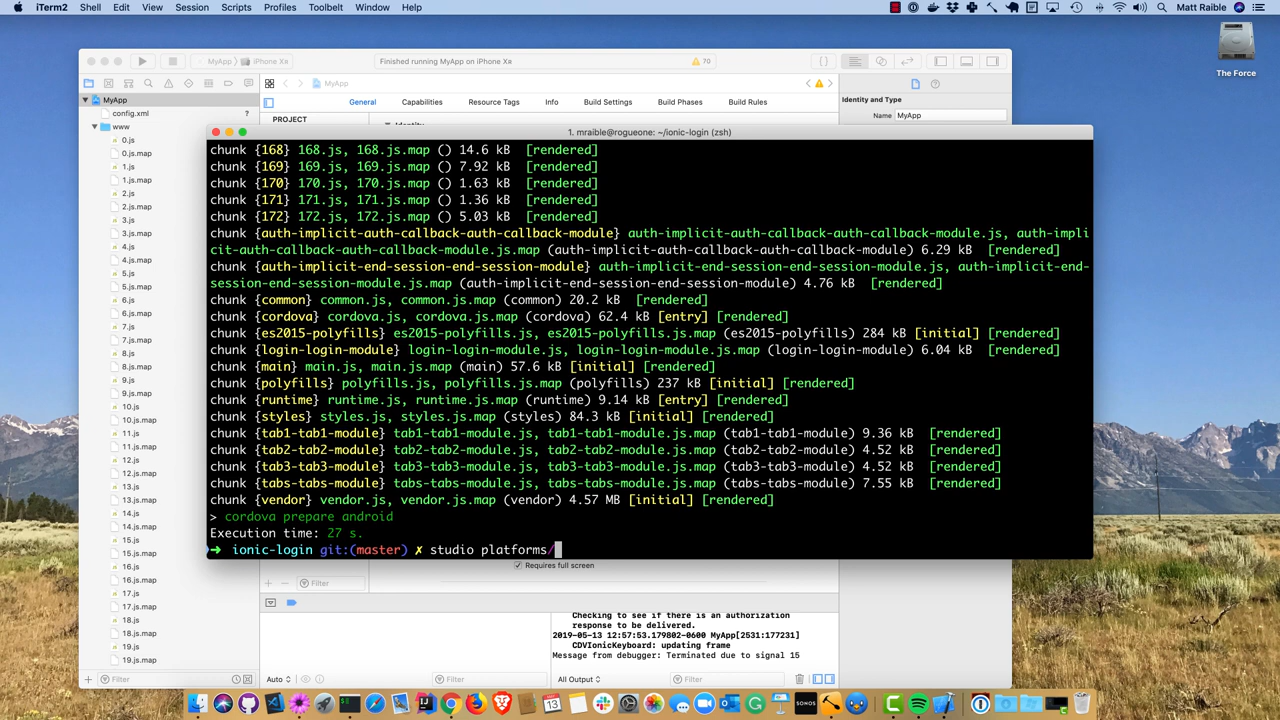 iTerm2 Shell Edit View Session Scripts Profiles Toolbelt Window Help
Matt Raible
The Force
MyApp iPhone Xʀ
Finished running MyApp on iPhone Xʀ
70
MyApp
MyApp
General Capabilities Resource Tags Info Build Settings Build Phases Build Rules
Identity and Type
PROJECT
Identity
Name MyApp
config.xml ?
www
0.js
0.js.map
1.js
1.js.map
2.js
2.js.map
3.js
3.js.map
4.js
4.js.map
5.js
5.js.map
6.js
6.js.map
7.js
7.js.map
8.js
8.js.map
9.js
9.js.map
10.js
10.js.map
11.js
11.js.map
12.js
12.js.map
13.js
13.js.map
14.js
14.js.map
15.js
15.js.map
16.js
16.js.map
17.js
17.js.map
18.js
18.js.map
19.js
19.js.map
1. mraible@rogueone: ~/ionic-login (zsh)
chunk {168} 168.js, 168.js.map () 14.6 kB [rendered]
chunk {169} 169.js, 169.js.map () 7.92 kB [rendered]
chunk {170} 170.js, 170.js.map () 1.63 kB [rendered]
chunk {171} 171.js, 171.js.map () 1.36 kB [rendered]
chunk {172} 172.js, 172.js.map () 5.03 kB [rendered]
chunk {auth-implicit-auth-callback-auth-callback-module} auth-implicit-auth-callback-auth-callback-module.js, auth-impli
cit-auth-callback-auth-callback-module.js.map (auth-implicit-auth-callback-auth-callback-module) 6.29 kB [rendered]
chunk {auth-implicit-end-session-end-session-module} auth-implicit-end-session-end-session-module.js, auth-implicit-end-
session-end-session-module.js.map (auth-implicit-end-session-end-session-module) 4.76 kB [rendered]
chunk {common} common.js, common.js.map (common) 20.2 kB [rendered]
chunk {cordova} cordova.js, cordova.js.map (cordova) 62.4 kB [entry] [rendered]
chunk {es2015-polyfills} es2015-polyfills.js, es2015-polyfills.js.map (es2015-polyfills) 284 kB [initial] [rendered]
chunk {login-login-module} login-login-module.js, login-login-module.js.map (login-login-module) 6.04 kB [rendered]
chunk {main} main.js, main.js.map (main) 57.6 kB [initial] [rendered]
chunk {polyfills} polyfills.js, polyfills.js.map (polyfills) 237 kB [initial] [rendered]
chunk {runtime} runtime.js, runtime.js.map (runtime) 9.14 kB [entry] [rendered]
chunk {styles} styles.js, styles.js.map (styles) 84.3 kB [initial] [rendered]
chunk {tab1-tab1-module} tab1-tab1-module.js, tab1-tab1-module.js.map (tab1-tab1-module) 9.36 kB [rendered]
chunk {tab2-tab2-module} tab2-tab2-module.js, tab2-tab2-module.js.map (tab2-tab2-module) 4.52 kB [rendered]
chunk {tab3-tab3-module} tab3-tab3-module.js, tab3-tab3-module.js.map (tab3-tab3-module) 4.52 kB [rendered]
chunk {tabs-tabs-module} tabs-tabs-module.js, tabs-tabs-module.js.map (tabs-tabs-module) 7.55 kB [rendered]
chunk {vendor} vendor.js, vendor.js.map (vendor) 4.57 MB [initial] [rendered]
> cordova prepare android
Execution time: 27 s.
➜ ionic-login git:(master) ✗ studio platforms/
Requires full screen
Filter
Checking to see if there is an authorization
response to be delivered.
2019-05-13 12:57:53.179802-0600 MyApp[2531:177231]
CDVIonicKeyboard: updating frame
Message from debugger: Terminated due to signal 15
Filter
Auto Filter All Output Filter
13
SONOS